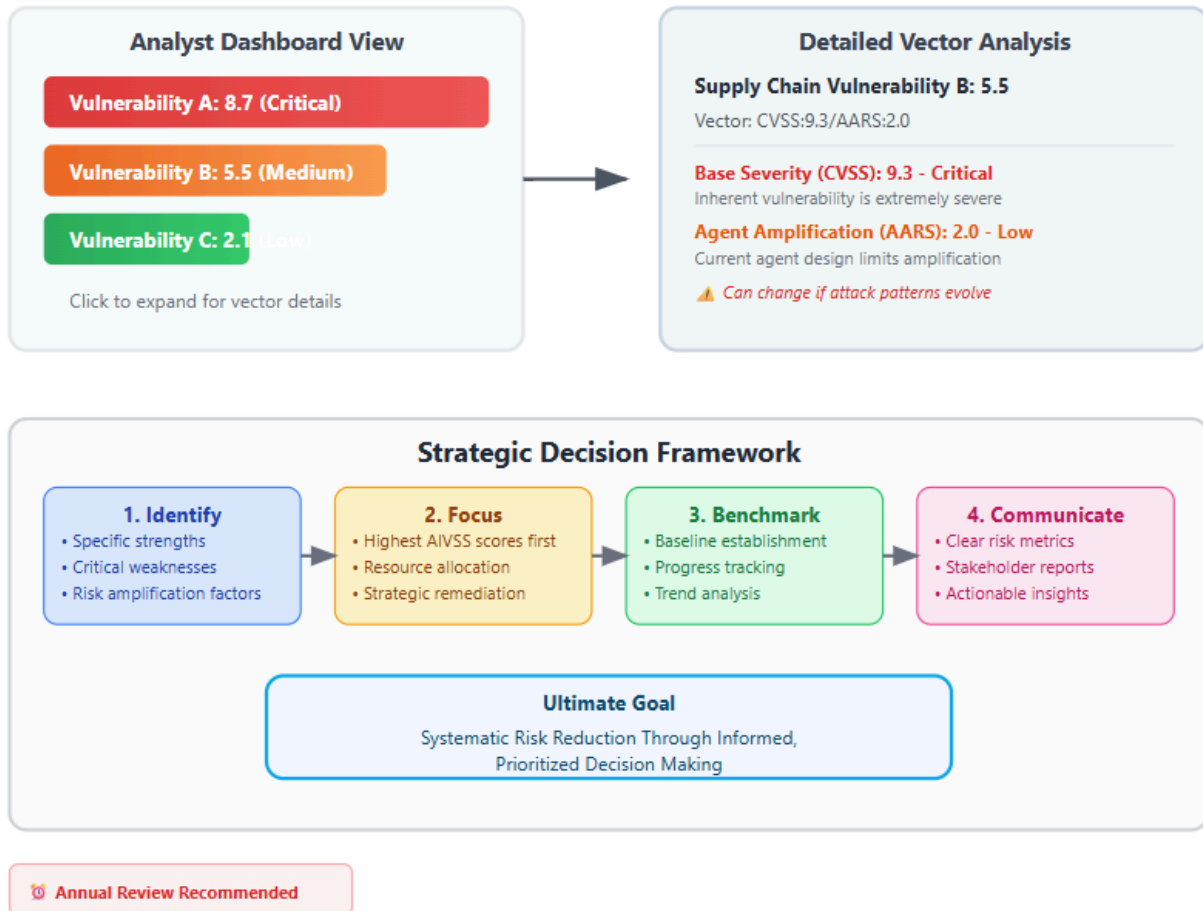 Analyst Dashboard View
Vulnerability A: 8.7 (Critical)
Vulnerability B: 5.5 (Medium)
Vulnerability C: 2.1 (Low)
Click to expand for vector details
Detailed Vector Analysis
Supply Chain Vulnerability B: 5.5
Vector: CVSS:9.3/AARS:2.0
Base Severity (CVSS): 9.3 - Critical
Inherent vulnerability is extremely severe
Agent Amplification (AARS): 2.0 - Low
Current agent design limits amplification
⚠️ Can change if attack patterns evolve
Strategic Decision Framework
1. Identify
• Specific strengths
• Critical weaknesses
• Risk amplification factors
2. Focus
• Highest AIVSS scores first
• Resource allocation
• Strategic remediation
3. Benchmark
• Baseline establishment
• Progress tracking
• Trend analysis
4. Communicate
• Clear risk metrics
• Stakeholder reports
• Actionable insights
Ultimate Goal
Systematic Risk Reduction Through Informed,
Prioritized Decision Making
⏰ Annual Review Recommended